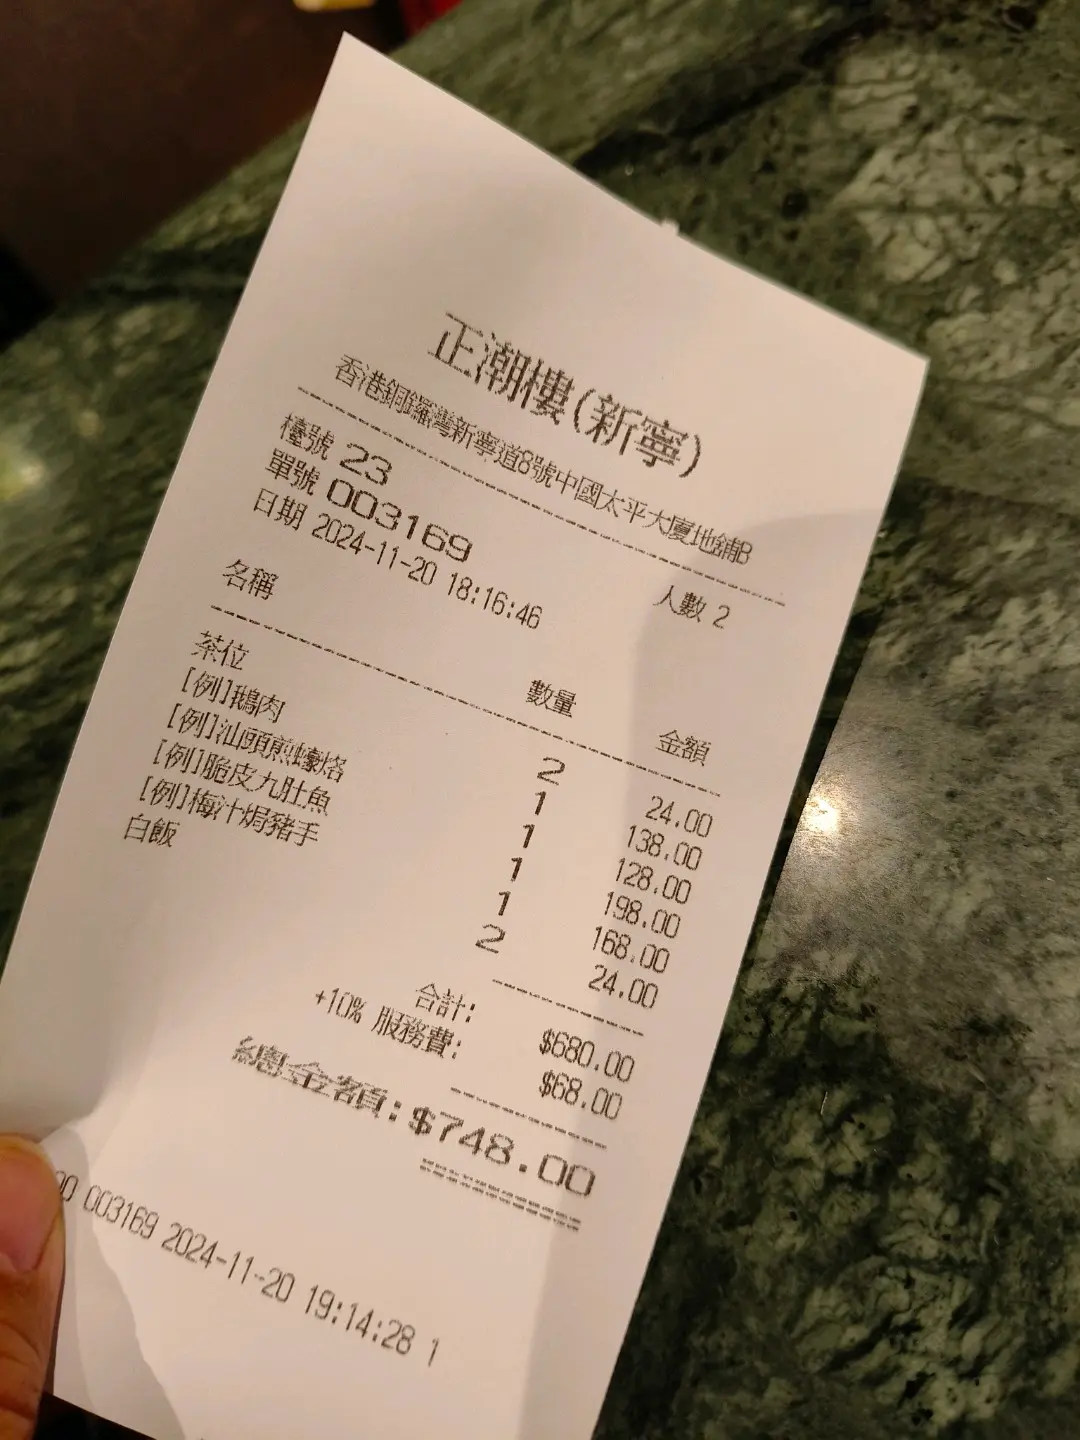 正潮樓(新寧)
香港銅鑼灣新寧道8號中國太平大廈地鋪B
檯號 23 人數 2
單號 003169
日期 2024-11-20 18:16:46
名稱 數量 金額
茶位 2 24.00
[例]鵝肉 1 138.00
[例]汕頭煎蠔烙 1 128.00
[例]脆皮九肚魚 1 198.00
[例]梅汁焗豬手 1 168.00
白飯 2 24.00
合計: $680.00
+10% 服務費: $68.00
總金額: $748.00
00 003169 2024-11-20 19:14:28 1